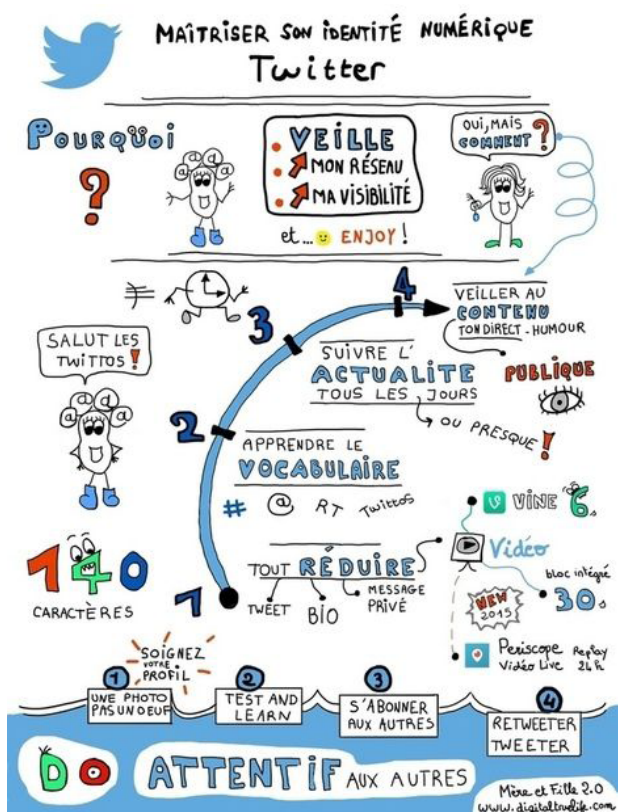 MAÎTRISER SON IDENTITÉ NUMÉRIQUE
Twitter
POURQUOI
?
VEILLE
MON RÉSEAU
MA VISIBILITÉ
et... ENJOY !
OUI, MAIS
COMMENT ?
4
VEILLER AU
CONTENU
TON DIRECT - HUMOUR
PUBLIQUE
3
SUIVRE L'
ACTUALITÉ
TOUS LES JOURS
OU PRESQUE !
SALUT LES
TWITTOS !
@ @ @ @
2
APPRENDRE LE
VOCABULAIRE
# @ RT Twittos
VINE 6s
Vidéo
bloc intégré
30s
NEW
2015
Periscope Replay
Vidéo Live 24h
140
CARACTÈRES
1
TOUT RÉDUIRE
TWEET
BIO
MESSAGE
PRIVÉ
SOIGNEZ
VOTRE
PROFIL
1
UNE PHOTO
PAS UN OEUF
2
TEST AND
LEARN
3
S'ABONNER
AUX AUTRES
4
RETWEETER
TWEETER
DO
ATTENTIF AUX AUTRES
Mère et Fille 2.0
www.digitaltruelife.com